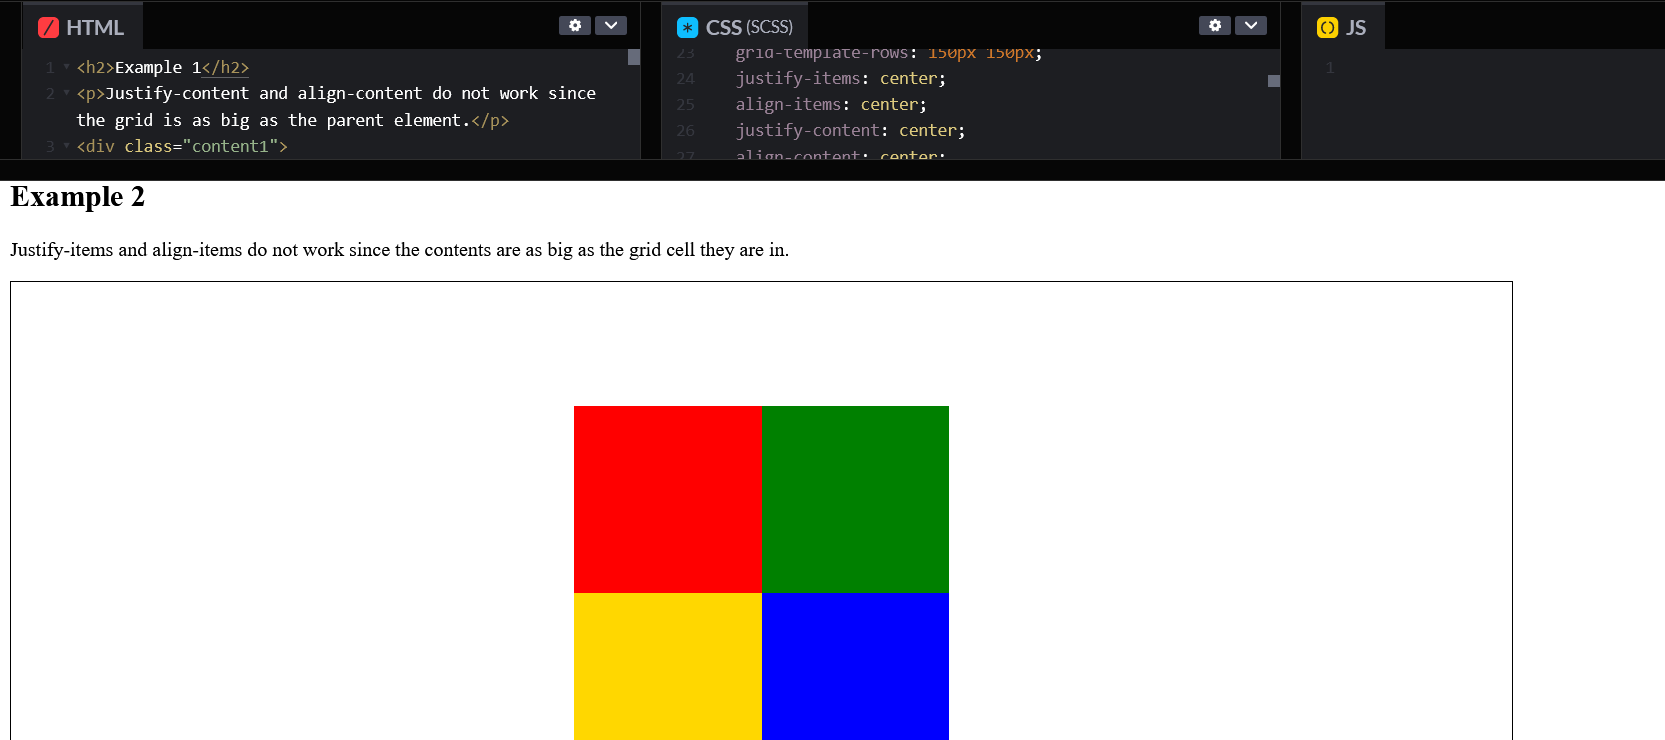 HTML
1 <h2>Example 1</h2>
2 <p>Justify-content and align-content do not work since
the grid is as big as the parent element.</p>
3 <div class="content1">
CSS (SCSS)
23 grid-template-rows: 150px 150px;
24 justify-items: center;
25 align-items: center;
26 justify-content: center;
27 align-content: center;
JS
1
Example 2
Justify-items and align-items do not work since the contents are as big as the grid cell they are in.